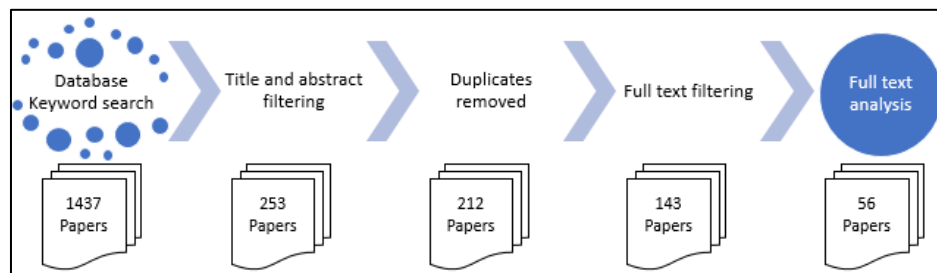 Database
Keyword search
Title and abstract
filtering
Duplicates
removed
Full text filtering
Full text
analysis
1437
Papers
253
Papers
212
Papers
143
Papers
56
Papers